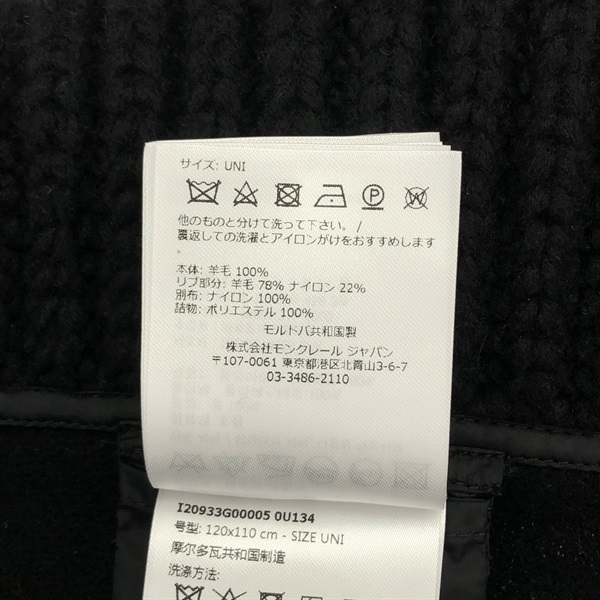 サイズ: UNI
他のものと分けて洗って下さい。/
裏返しての洗濯とアイロンがけをおすすめします
。
本体: 羊毛 100%
リブ部分: 羊毛 78% ナイロン 22%
別布: ナイロン 100%
詰物: ポリエステル 100%
モルドバ共和国製
株式会社モンクレール ジャパン
〒107-0061 東京都港区北青山3-6-7
03-3486-2110
I20933G00005 0U134
号型: 120x110 cm - SIZE UNI
摩尔多瓦共和国制造
洗涤方法: